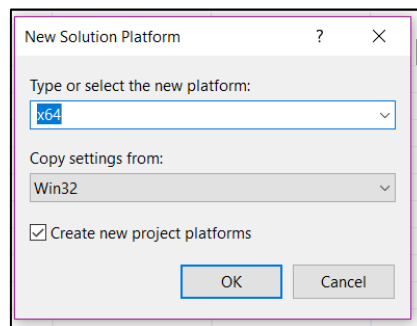 New Solution Platform ?
Type or select the new platform:
x64
Copy settings from:
Win32
Create new project platforms
OK Cancel